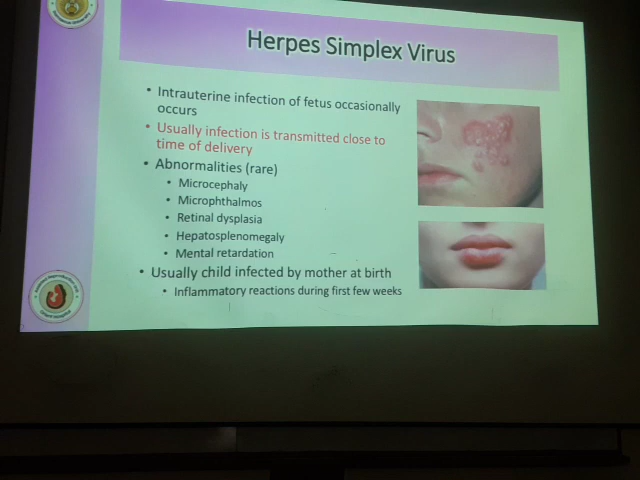 Herpes Simplex Virus
• Intrauterine infection of fetus occasionally
occurs
• Usually infection is transmitted close to
time of delivery
• Abnormalities (rare)
• Microcephaly
• Microphthalmos
• Retinal dysplasia
• Hepatosplenomegaly
• Mental retardation
• Usually child infected by mother at birth
• Inflammatory reactions during first few weeks